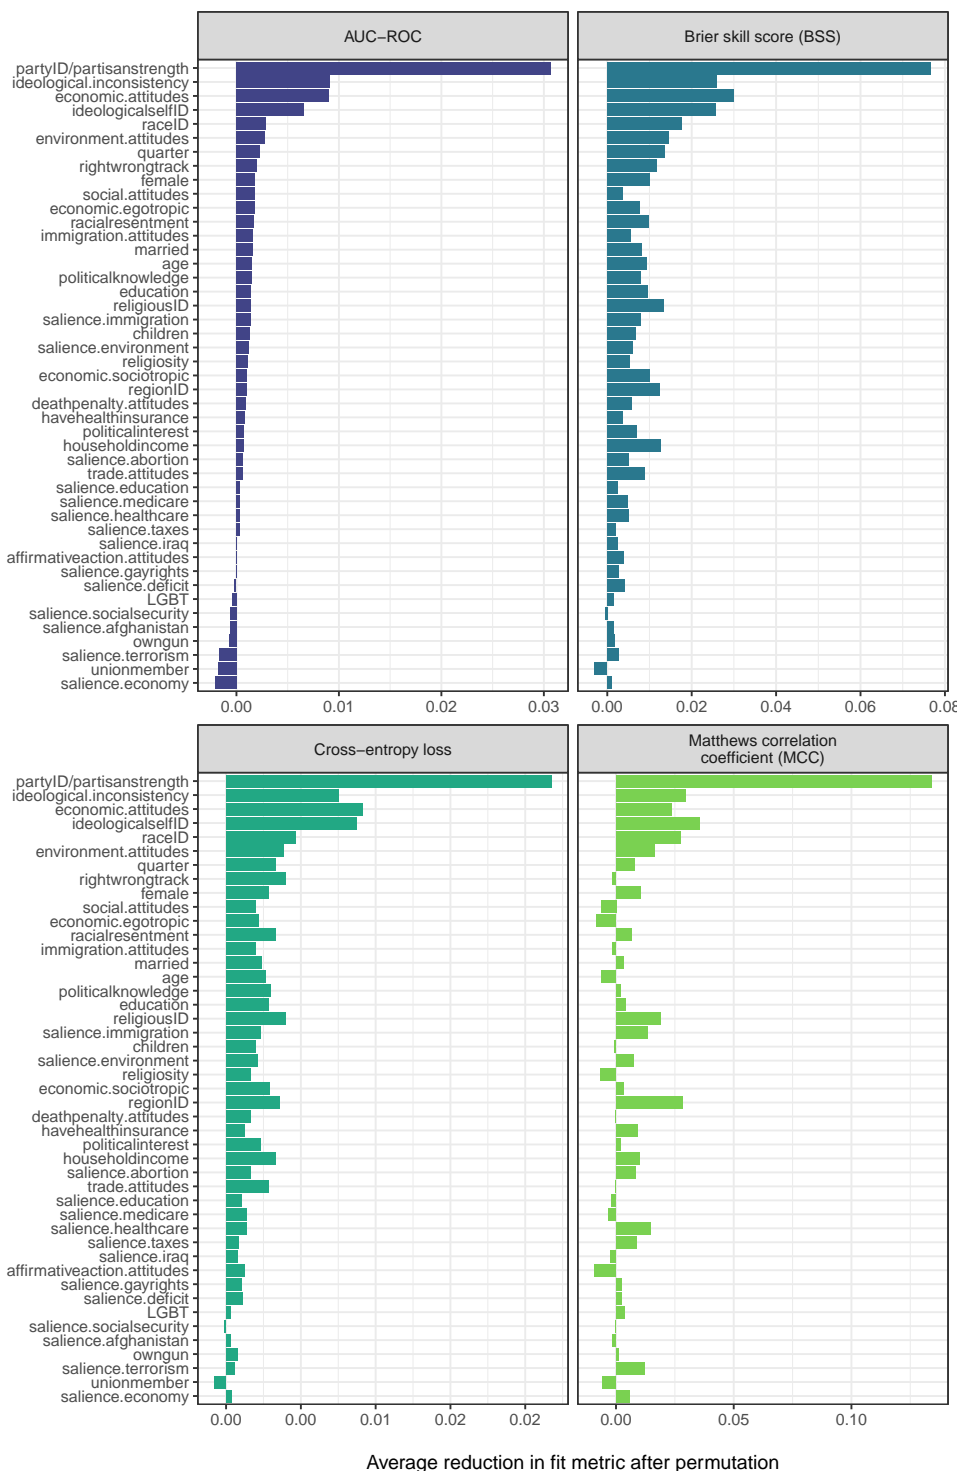 AUC−ROC
Brier skill score (BSS)
partyID/partisanstrength
ideological.inconsistency
economic.attitudes
ideologicalselfID
raceID
environment.attitudes
quarter
rightwrongtrack
female
social.attitudes
economic.egotropic
racialresentment
immigration.attitudes
married
age
politicalknowledge
education
religiousID
salience.immigration
children
salience.environment
religiosity
economic.sociotropic
regionID
deathpenalty.attitudes
havehealthinsurance
politicalinterest
householdincome
salience.abortion
trade.attitudes
salience.education
salience.medicare
salience.healthcare
salience.taxes
salience.iraq
affirmativeaction.attitudes
salience.gayrights
salience.deficit
LGBT
salience.socialsecurity
salience.afghanistan
owngun
salience.terrorism
unionmember
salience.economy
0.00 0.01 0.02 0.03
0.00 0.02 0.04 0.06 0.08
Cross−entropy loss
Matthews correlation
coefficient (MCC)
partyID/partisanstrength
ideological.inconsistency
economic.attitudes
ideologicalselfID
raceID
environment.attitudes
quarter
rightwrongtrack
female
social.attitudes
economic.egotropic
racialresentment
immigration.attitudes
married
age
politicalknowledge
education
religiousID
salience.immigration
children
salience.environment
religiosity
economic.sociotropic
regionID
deathpenalty.attitudes
havehealthinsurance
politicalinterest
householdincome
salience.abortion
trade.attitudes
salience.education
salience.medicare
salience.healthcare
salience.taxes
salience.iraq
affirmativeaction.attitudes
salience.gayrights
salience.deficit
LGBT
salience.socialsecurity
salience.afghanistan
owngun
salience.terrorism
unionmember
salience.economy
0.00 0.00 0.01 0.02 0.02
0.00 0.05 0.10
Average reduction in fit metric after permutation